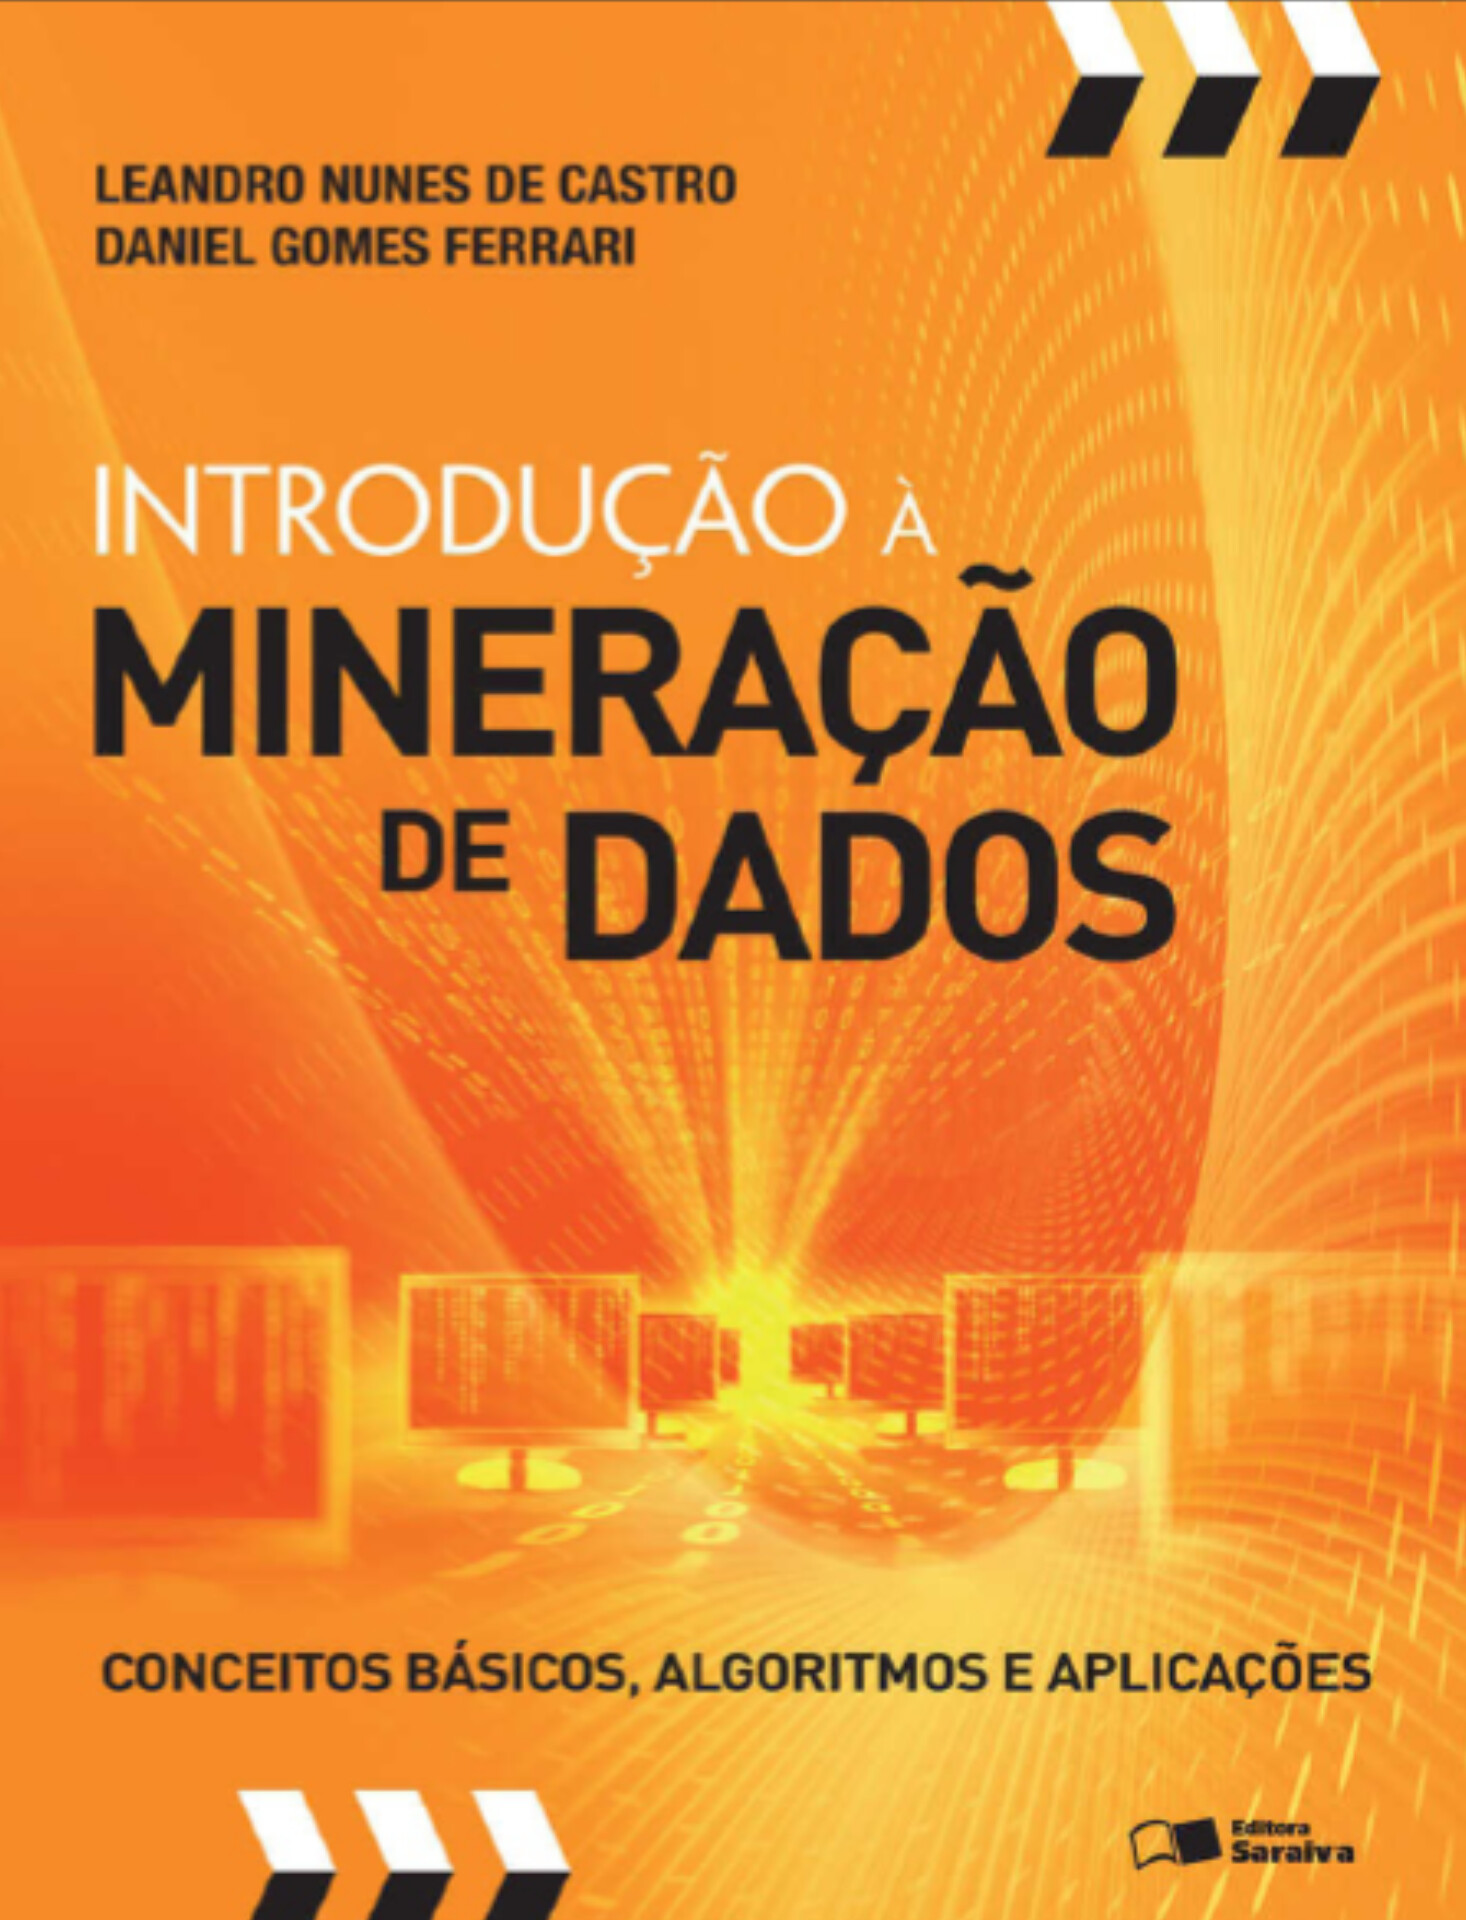 LEANDRO NUNES DE CASTRO
DANIEL GOMES FERRARI
INTRODUÇÃO À
MINERAÇÃO
DE DADOS
CONCEITOS BÁSICOS, ALGORITMOS E APLICAÇÕES
Editora
Saraiva